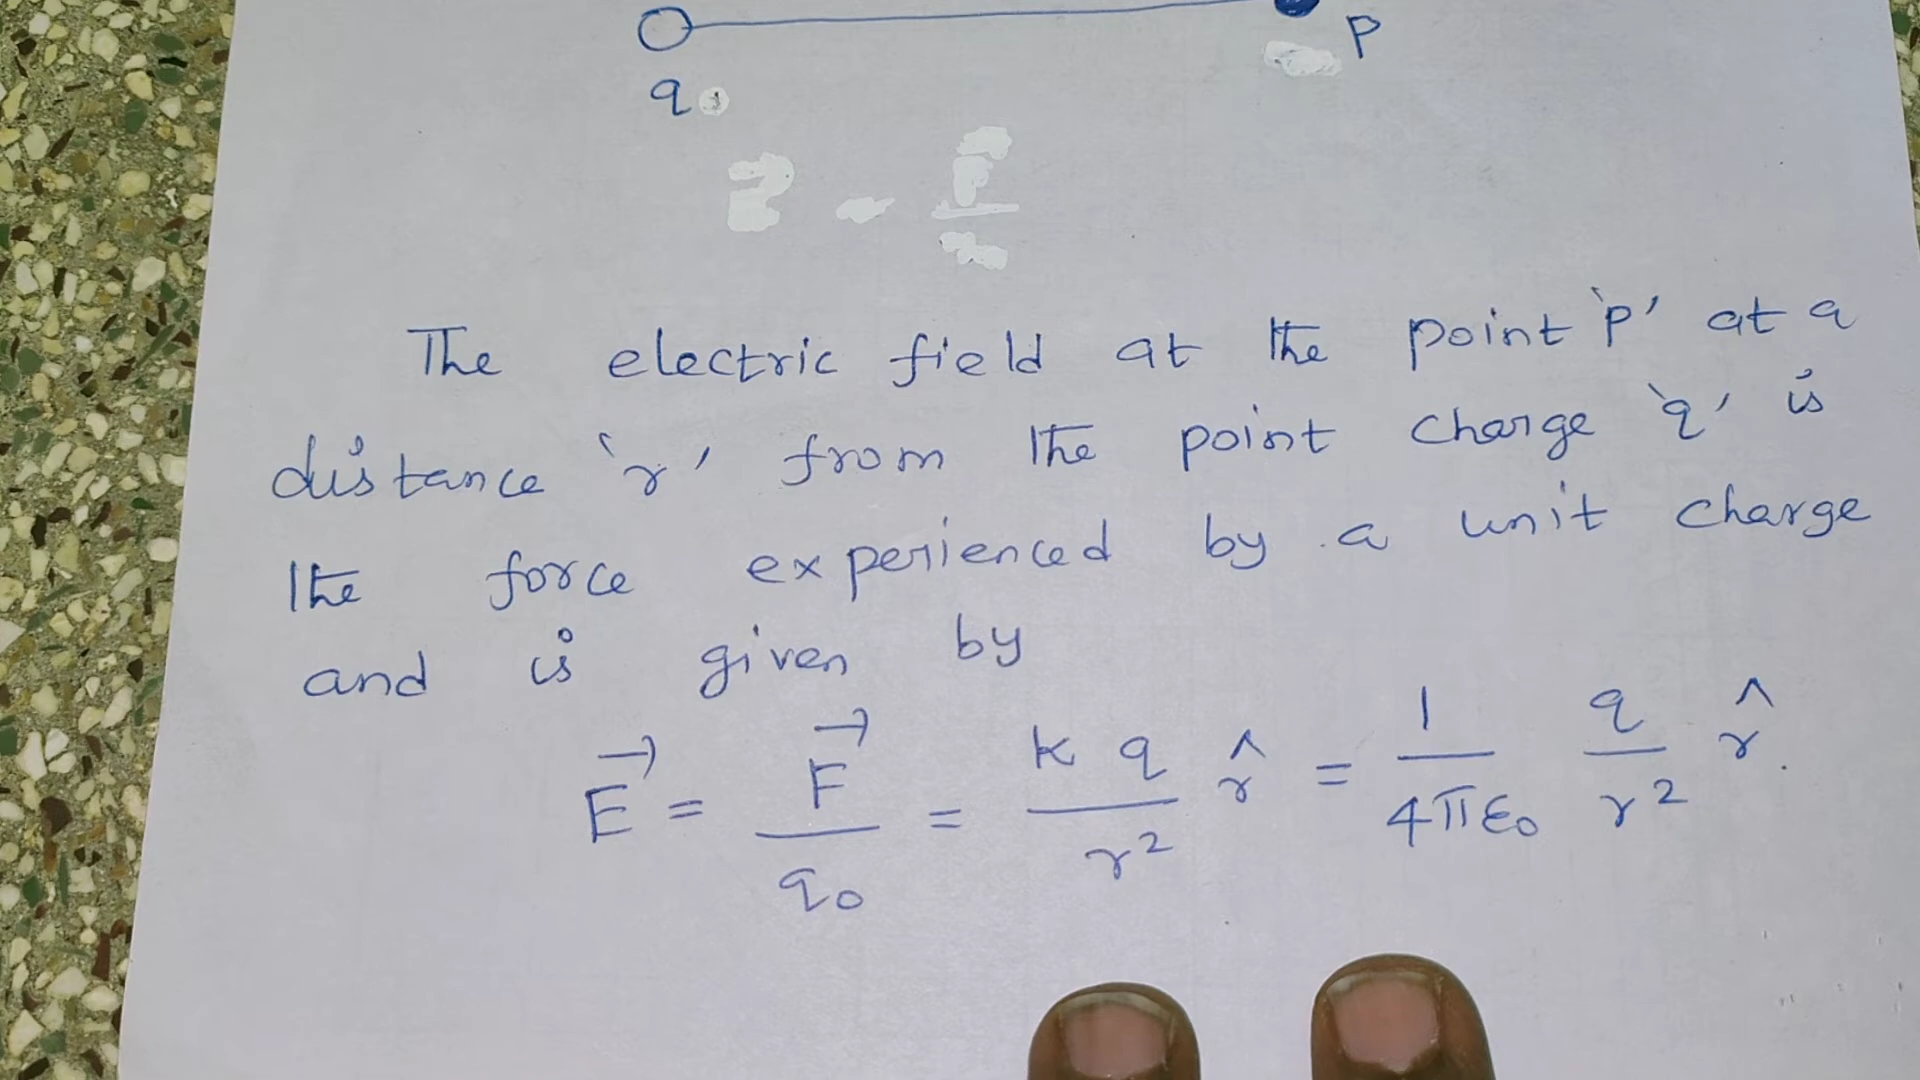 P
q
The electric field at the point 'p' at a
distance 'r' from the point charge 'q' is
the force experienced by a unit charge
and is given by
E⃗ = F⃗/q₀ = k q/r² r̂ = 1/4πε₀ q/r² r̂.